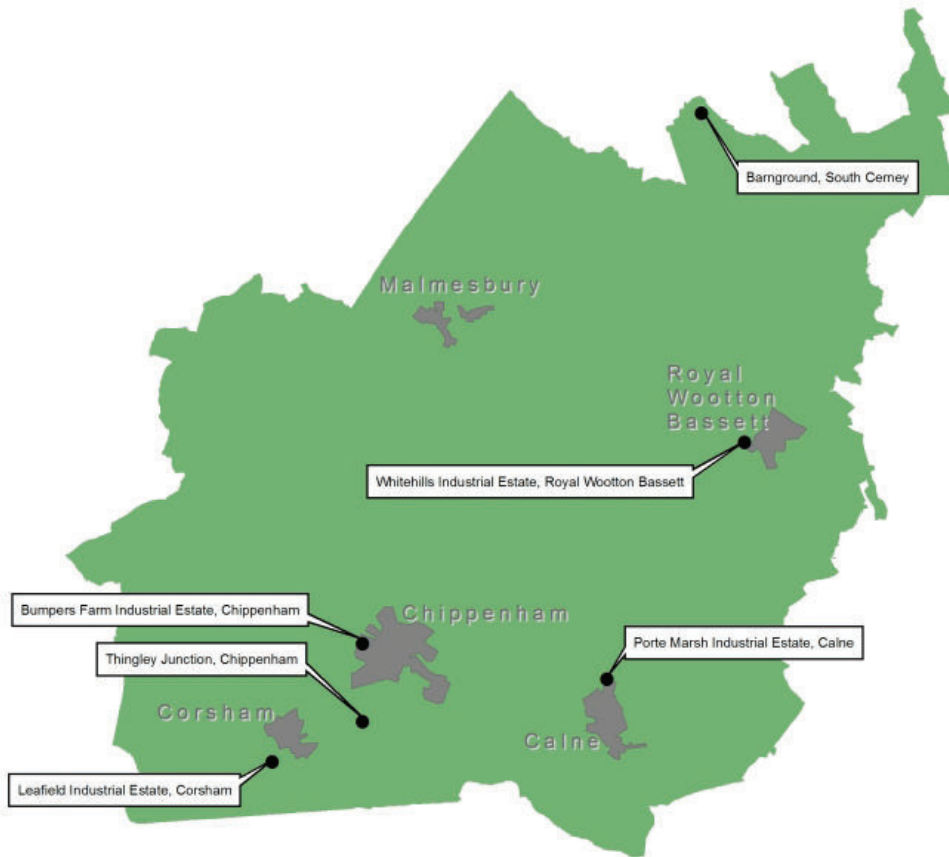 Barnground, South Cerney
Malmesbury
Royal
Wootton
Bassett
Whitehills Industrial Estate, Royal Wootton Bassett
Bumpers Farm Industrial Estate, Chippenham
Chippenham
Porte Marsh Industrial Estate, Calne
Thingley Junction, Chippenham
Corsham
Calne
Leafield Industrial Estate, Corsham